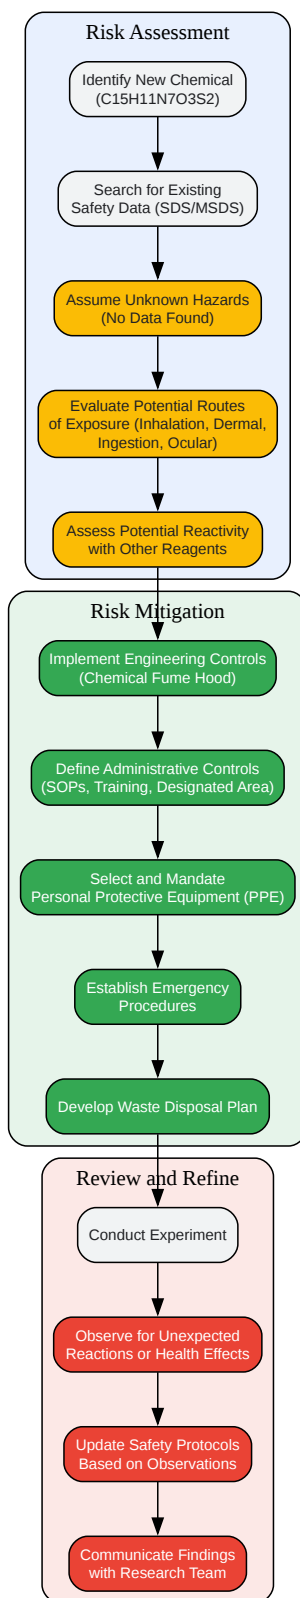 Risk Assessment
Identify New Chemical
(C15H11N7O3S2)
Search for Existing
Safety Data (SDS/MSDS)
Assume Unknown Hazards
(No Data Found)
Evaluate Potential Routes
of Exposure (Inhalation, Dermal,
Ingestion, Ocular)
Assess Potential Reactivity
with Other Reagents
Risk Mitigation
Implement Engineering Controls
(Chemical Fume Hood)
Define Administrative Controls
(SOPs, Training, Designated Area)
Select and Mandate
Personal Protective Equipment (PPE)
Establish Emergency
Procedures
Develop Waste Disposal Plan
Review and Refine
Conduct Experiment
Observe for Unexpected
Reactions or Health Effects
Update Safety Protocols
Based on Observations
Communicate Findings
with Research Team